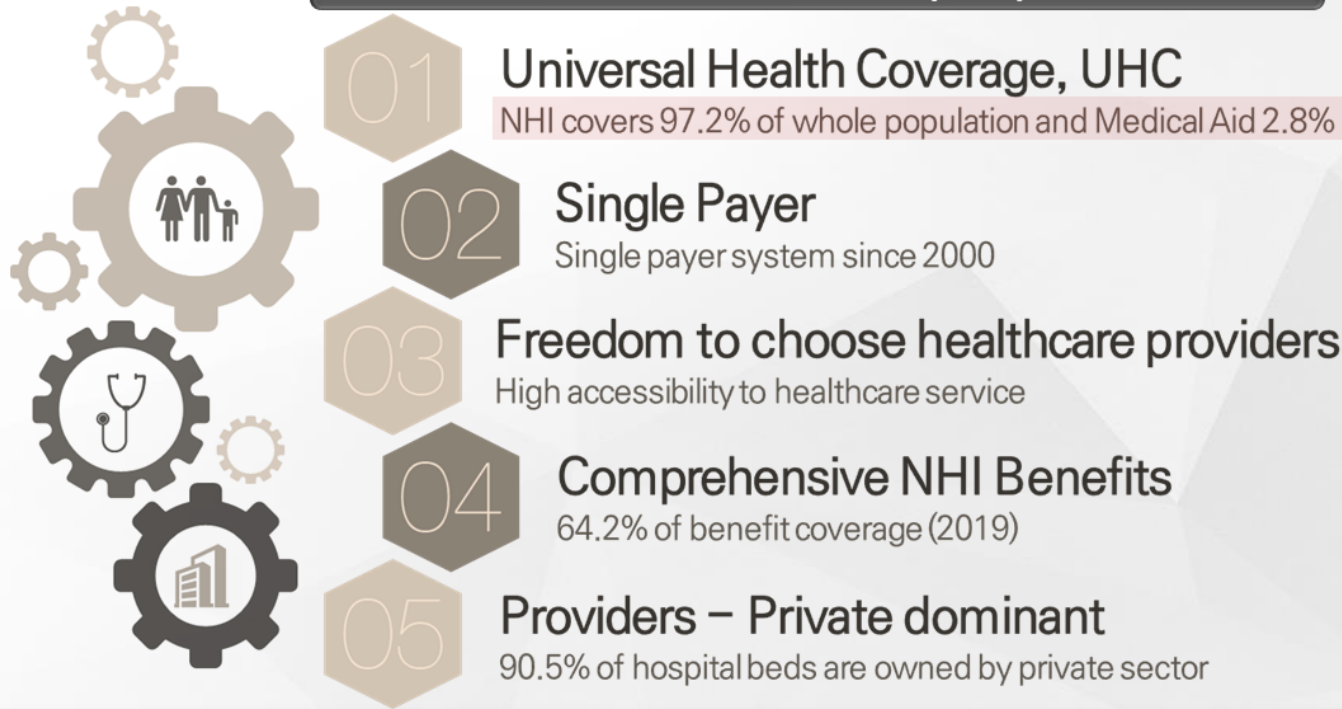 01
Universal Health Coverage, UHC
NHI covers 97.2% of whole population and Medical Aid 2.8%
02
Single Payer
Single payer system since 2000
03
Freedom to choose healthcare providers
High accessibility to healthcare service
04
Comprehensive NHI Benefits
64.2% of benefit coverage (2019)
05
Providers – Private dominant
90.5% of hospital beds are owned by private sector